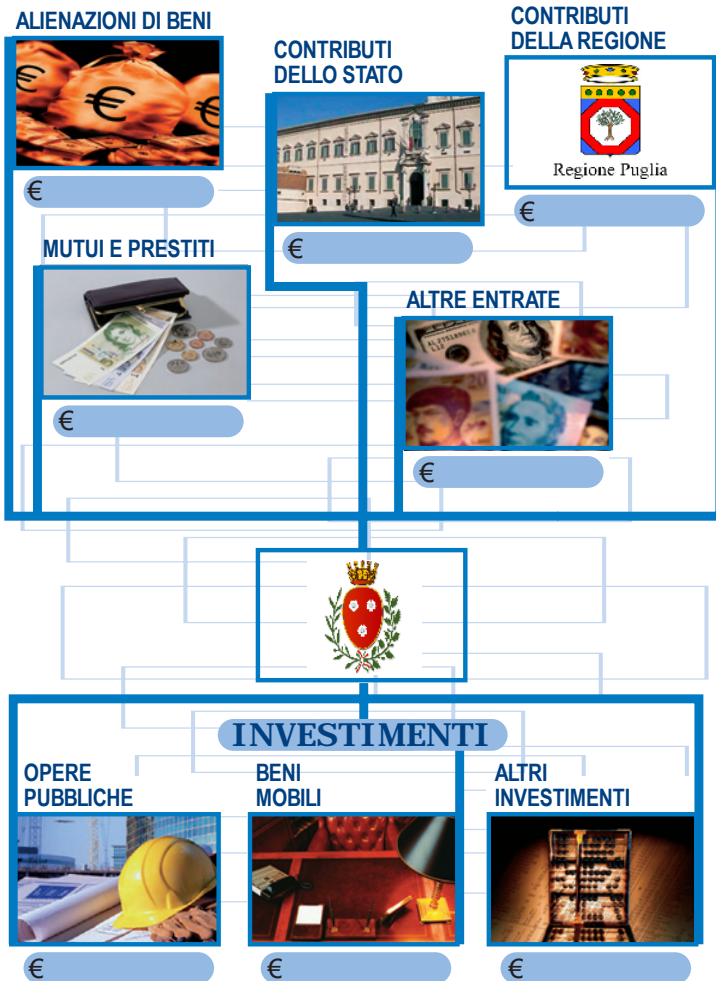 ALIENAZIONI DI BENI
€
CONTRIBUTI
DELLO STATO
€
CONTRIBUTI
DELLA REGIONE
Regione Puglia
€
MUTUI E PRESTITI
€
ALTRE ENTRATE
20
€
INVESTIMENTI
OPERE
PUBBLICHE
€
BENI
MOBILI
€
ALTRI
INVESTIMENTI
€